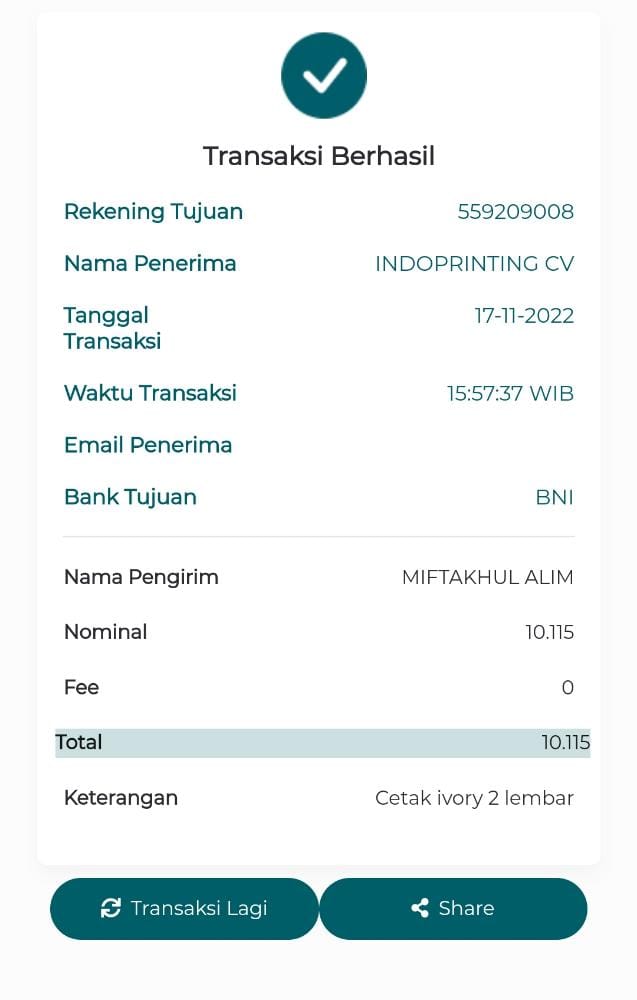 Transaksi Berhasil
Rekening Tujuan 559209008
Nama Penerima INDOPRINTING CV
Tanggal Transaksi 17-11-2022
Waktu Transaksi 15:57:37 WIB
Email Penerima
Bank Tujuan BNI
Nama Pengirim MIFTAKHUL ALIM
Nominal 10.115
Fee 0
Total 10.115
Keterangan Cetak ivory 2 lembar
Transaksi Lagi Share